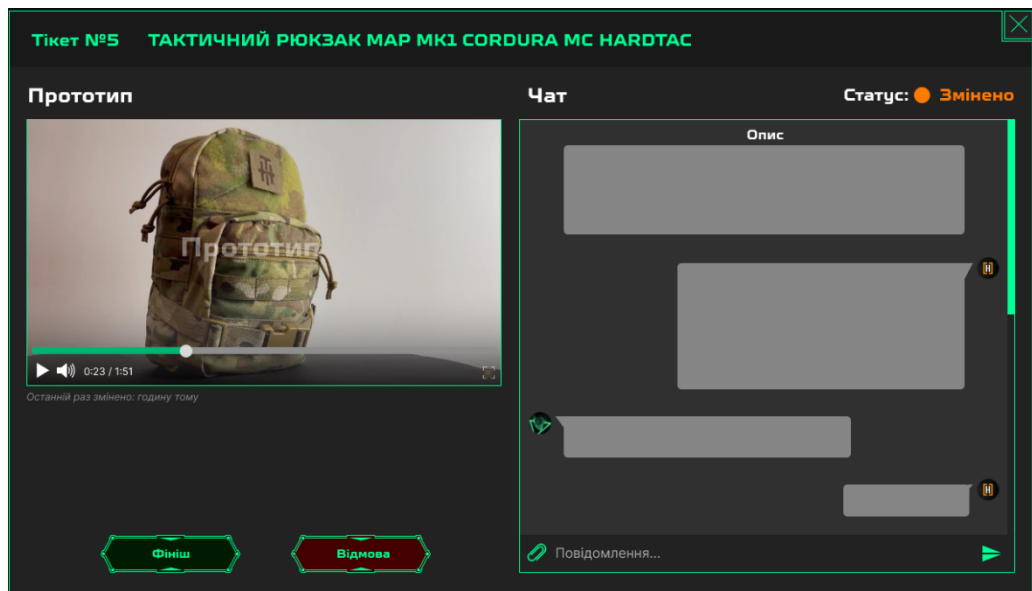 Тікет №5 ТАКТИЧНИЙ РЮКЗАК MAP MK1 CORDURA MC HARDTAC
Прототип
Чат
Статус: Змінено
Прототип
0:23 / 1:51
Останній раз змінено: годину тому
Опис
[H]
[H]
Фініш
Відмова
Повідомлення...